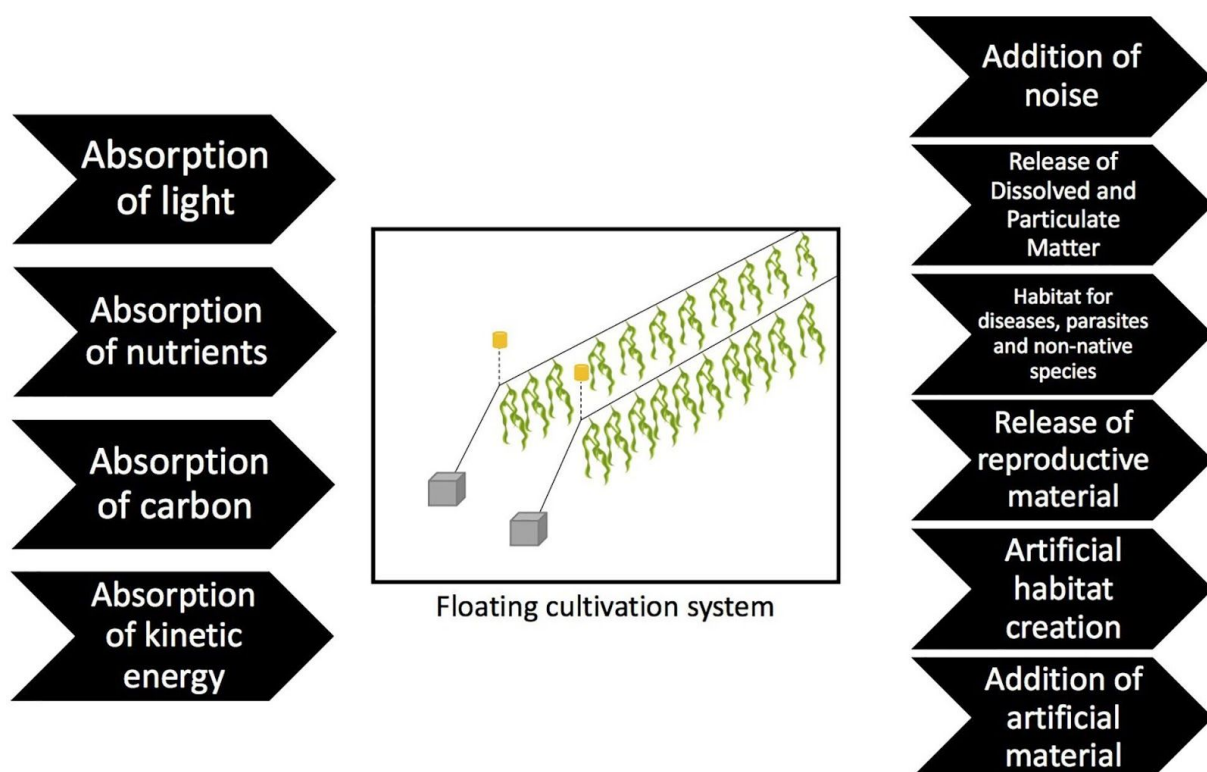 Absorption
of light
Absorption
of nutrients
Absorption
of carbon
Absorption
of kinetic
energy
Floating cultivation system
Addition of
noise
Release of
Dissolved and
Particulate
Matter
Habitat for
diseases, parasites
and non-native
species
Release of
reproductive
material
Artificial
habitat
creation
Addition of
artificial
material